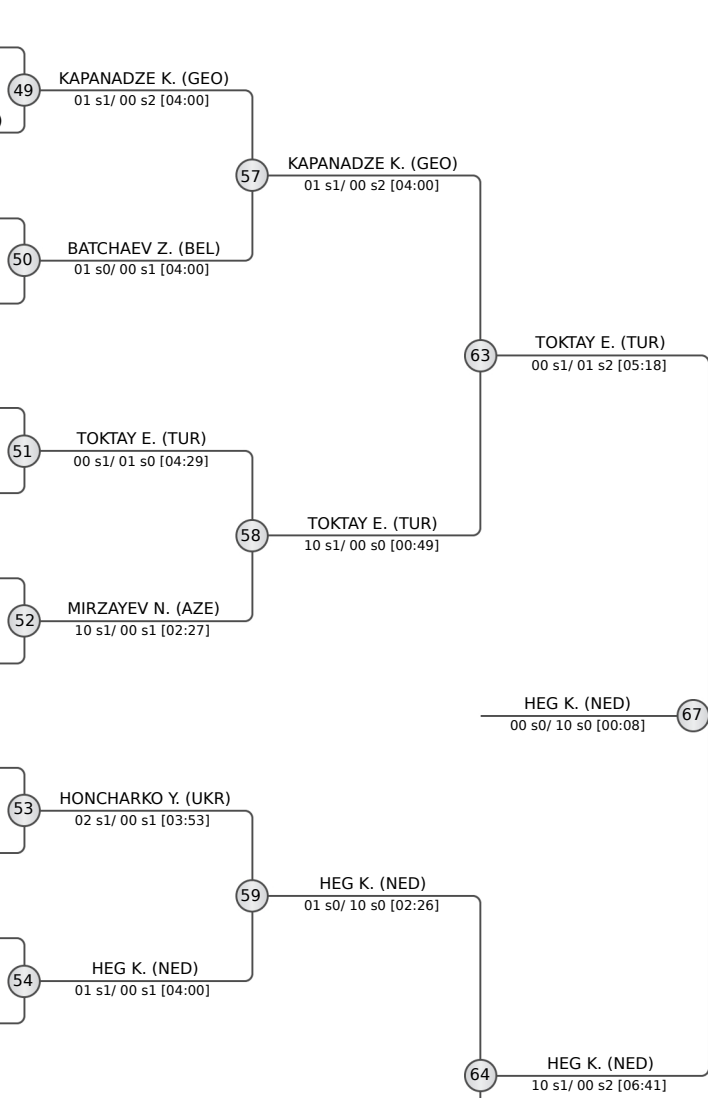 KAPANADZE K. (GEO)
49
01 s1/ 00 s2 [04:00]
)
KAPANADZE K. (GEO)
57
01 s1/ 00 s2 [04:00]
BATCHAEV Z. (BEL)
50
01 s0/ 00 s1 [04:00]
TOKTAY E. (TUR)
63
00 s1/ 01 s2 [05:18]
TOKTAY E. (TUR)
51
00 s1/ 01 s0 [04:29]
TOKTAY E. (TUR)
58
10 s1/ 00 s0 [00:49]
MIRZAYEV N. (AZE)
52
10 s1/ 00 s1 [02:27]
HEG K. (NED)
67
00 s0/ 10 s0 [00:08]
HONCHARKO Y. (UKR)
53
02 s1/ 00 s1 [03:53]
HEG K. (NED)
59
01 s0/ 10 s0 [02:26]
HEG K. (NED)
54
01 s1/ 00 s1 [04:00]
HEG K. (NED)
64
10 s1/ 00 s2 [06:41]